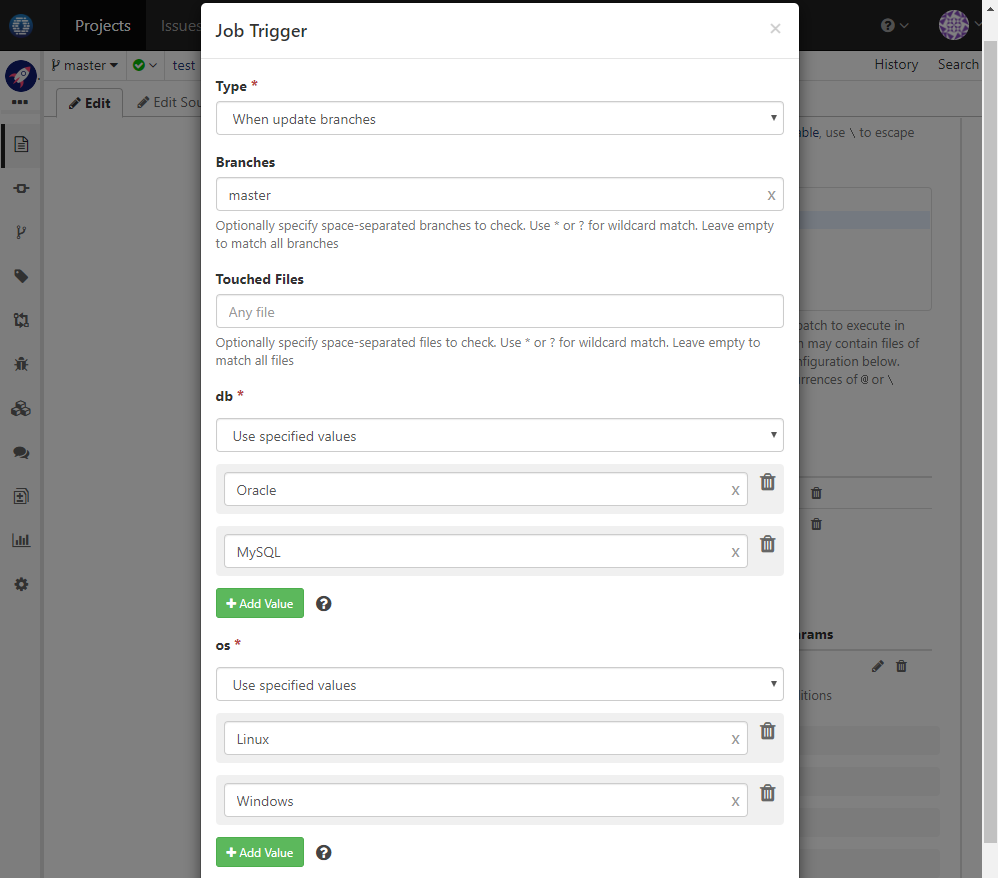 Projects
Issues
Job Trigger
×
master
test
History
Search
Edit
Edit Sou
Type *
When update branches
able, use \ to escape
Branches
master x
Optionally specify space-separated branches to check. Use * or ? for wildcard match. Leave empty
to match all branches
Touched Files
Any file
Optionally specify space-separated files to check. Use * or ? for wildcard match. Leave empty to
match all files
patch to execute in
may contain files of
nfiguration below.
rrences of @ or \
db *
Use specified values
Oracle x
MySQL x
+ Add Value ?
os *
Use specified values
Linux x
Windows x
+ Add Value ?
rams
itions